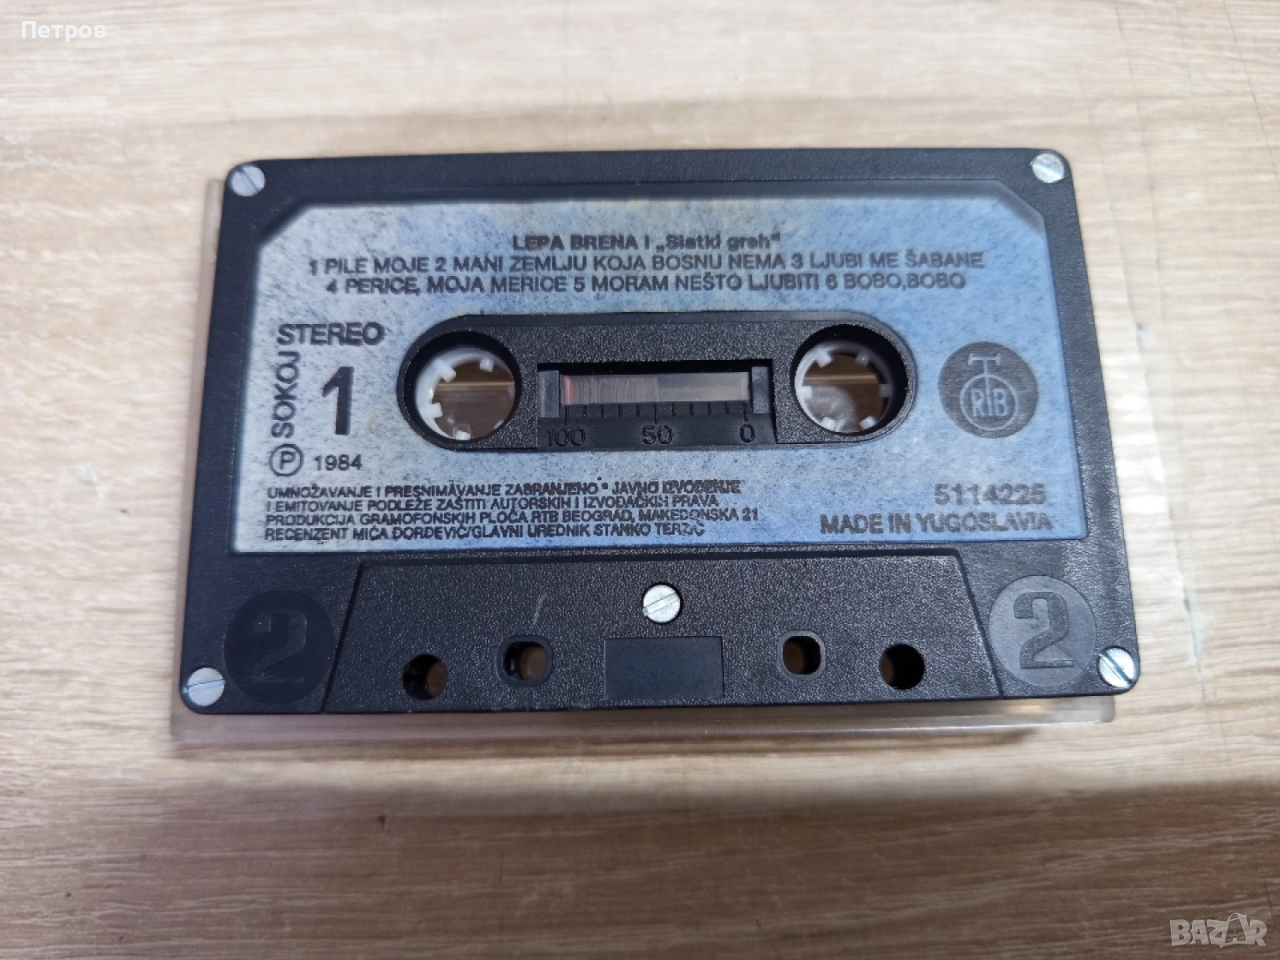 Петров
LEPA BRENA I „Slatki greh"
1 PILE MOJE 2 MANI ZEMLJU KOJA BOSNU NEMA 3 LJUBI ME ŠABANE
4 PERICE, MOJA MERICE 5 MORAM NEŠTO LJUBITI 6 BOBO,BOBO
STEREO
SOKOJ
1
P 1984
100 50 0
RTB
UMNOŽAVANJE I PRESNIMAVANJE ZABRANJENO * JAVNO IZVOĐENJE
I EMITOVANJE PODLEŽE ZAŠTITI AUTORSKIH I IZVOĐAČKIH PRAVA
PRODUKCIJA GRAMOFONSKIH PLOČA RTB BEOGRAD, MAKEDONSKA 21
RECENZENT MIĆA ĐORĐEVIĆ/GLAVNI UREDNIK STANKO TERZIĆ
5114225
MADE IN YUGOSLAVIA
2
2
BAZAR